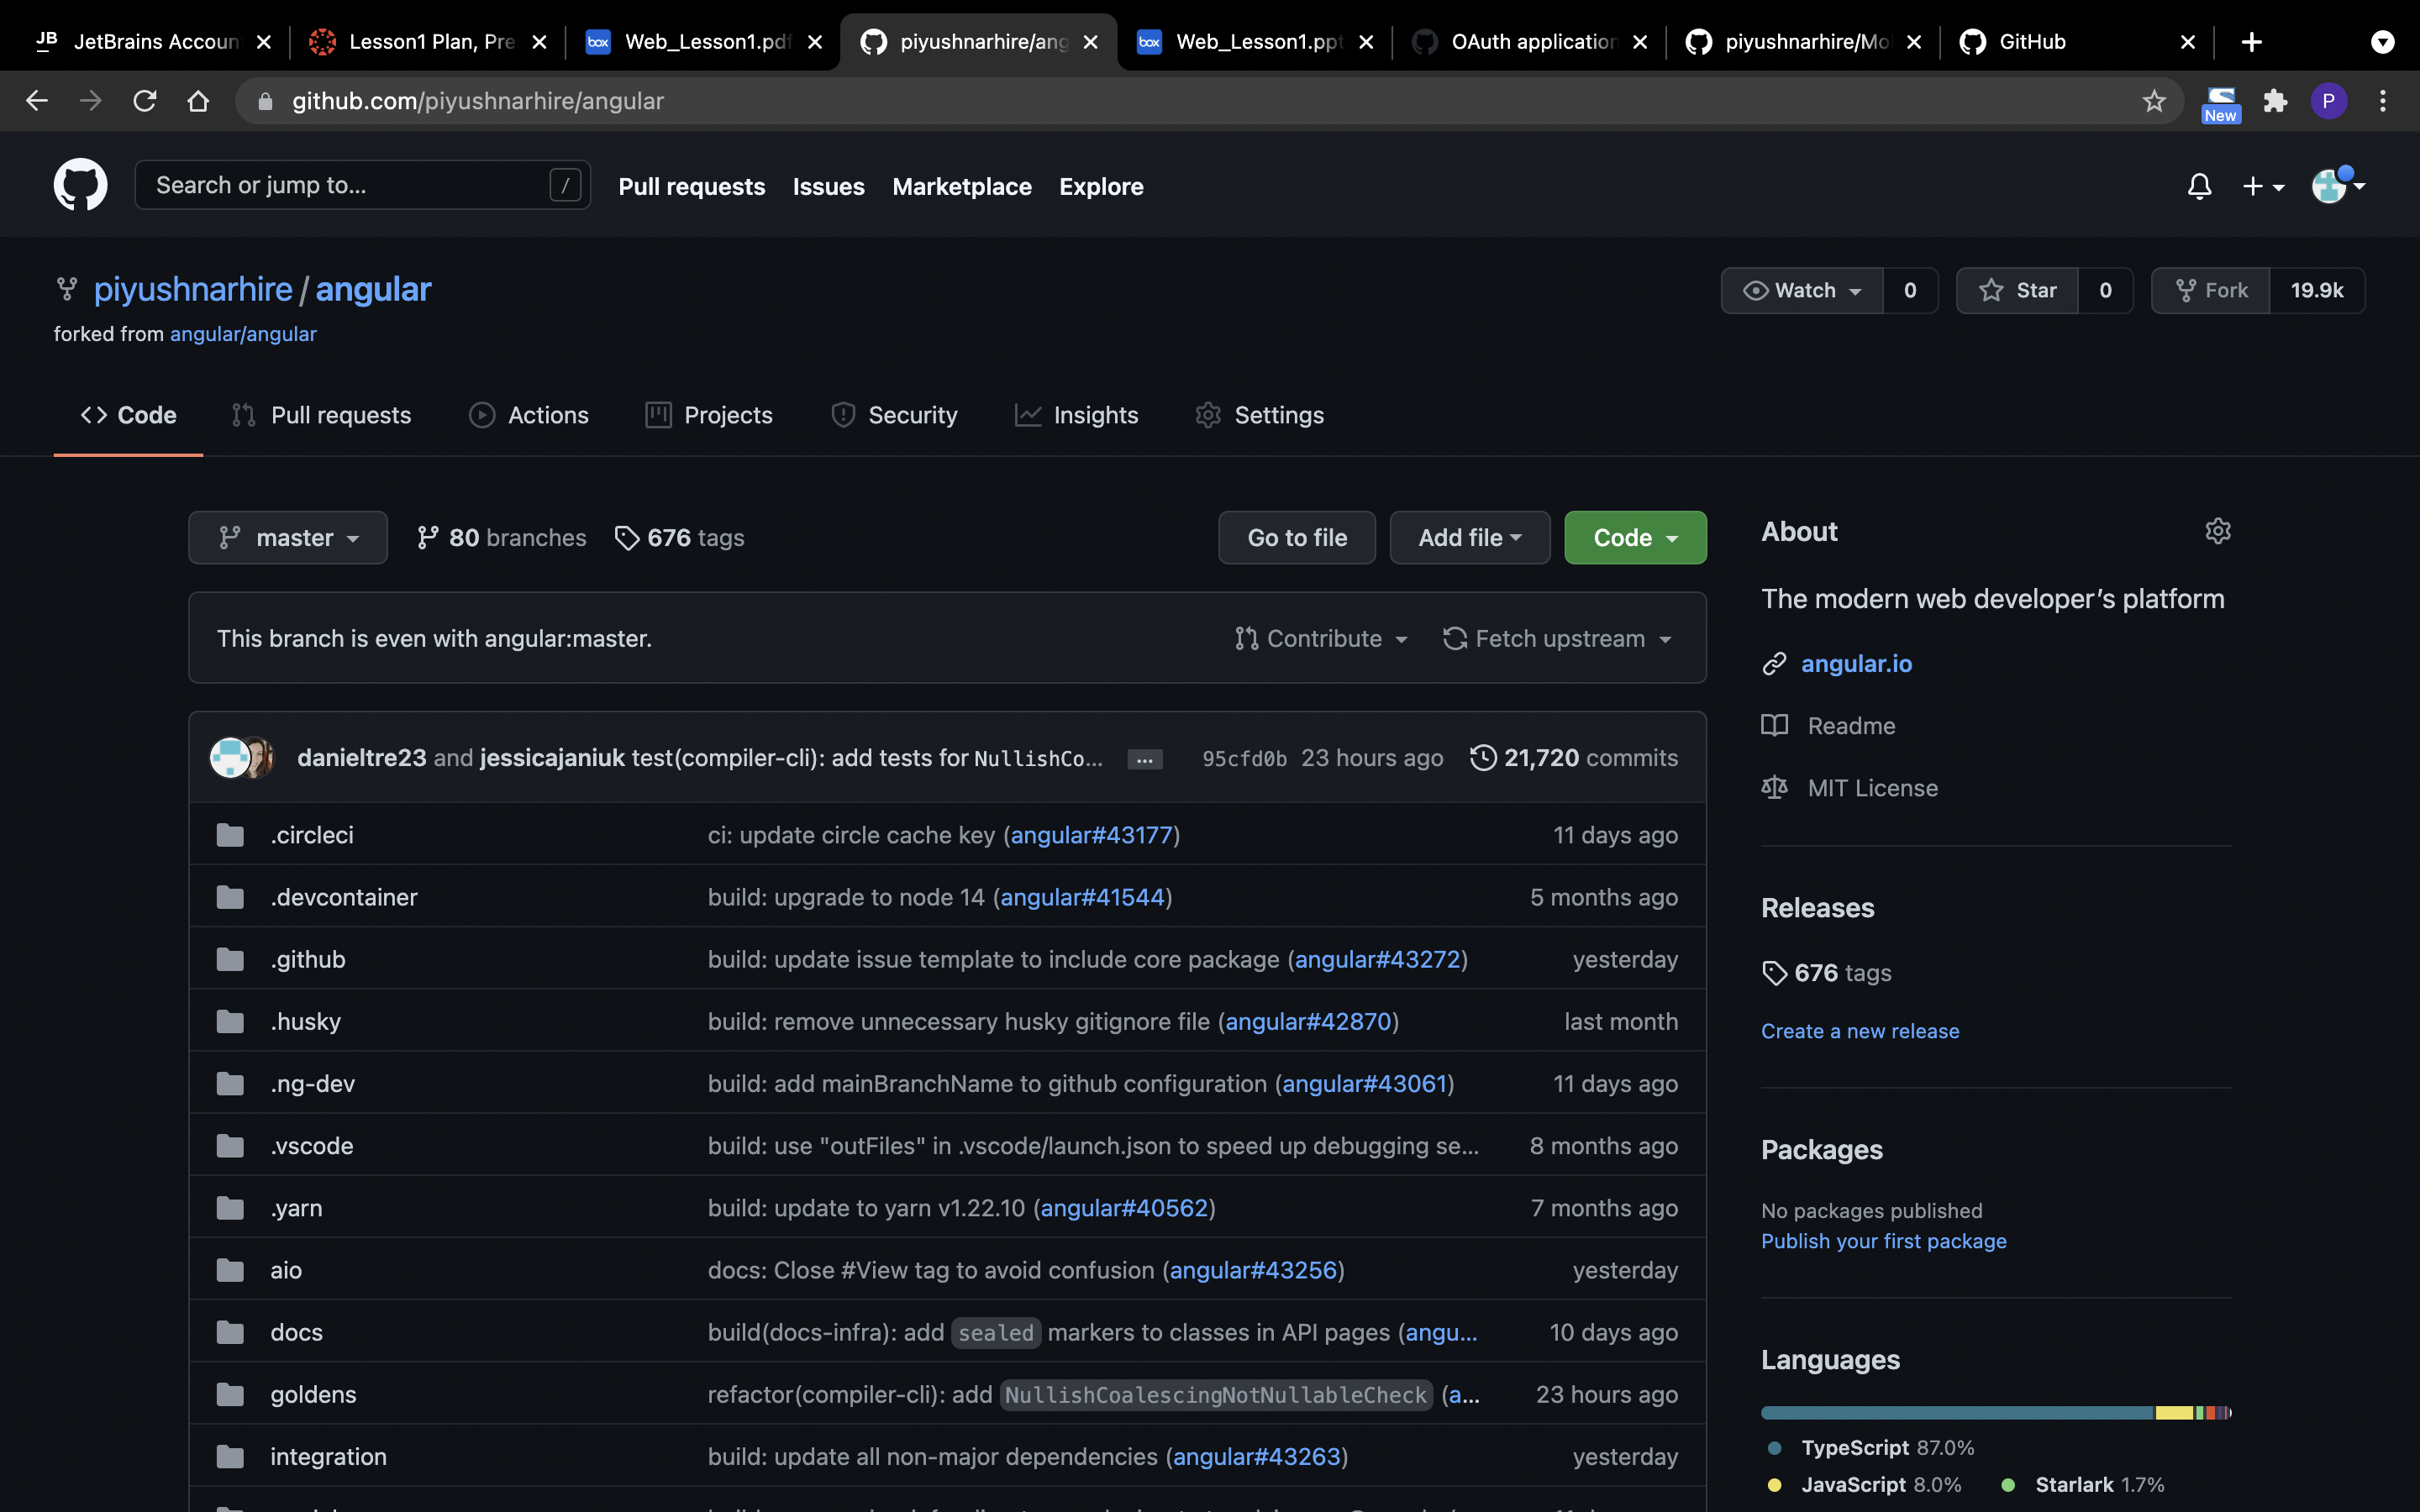 JB JetBrains Accoun
Lesson1 Plan, Pre
box Web_Lesson1.pdf
piyushnarhire/ang
box Web_Lesson1.ppt
OAuth application
piyushnarhire/Mo
GitHub
github.com/piyushnarhire/angular
New
P
Search or jump to... /
Pull requests Issues Marketplace Explore
piyushnarhire / angular
Watch 0 Star 0 Fork 19.9k
forked from angular/angular
Code Pull requests Actions Projects Security Insights Settings
master 80 branches 676 tags
Go to file Add file Code
This branch is even with angular:master.
Contribute Fetch upstream
danieltre23 and jessicajaniuk test(compiler-cli): add tests for NullishCo... ... 95cfd0b 23 hours ago 21,720 commits
.circleci ci: update circle cache key (angular#43177) 11 days ago
.devcontainer build: upgrade to node 14 (angular#41544) 5 months ago
.github build: update issue template to include core package (angular#43272) yesterday
.husky build: remove unnecessary husky gitignore file (angular#42870) last month
.ng-dev build: add mainBranchName to github configuration (angular#43061) 11 days ago
.vscode build: use "outFiles" in .vscode/launch.json to speed up debugging se... 8 months ago
.yarn build: update to yarn v1.22.10 (angular#40562) 7 months ago
aio docs: Close #View tag to avoid confusion (angular#43256) yesterday
docs build(docs-infra): add sealed markers to classes in API pages (angu... 10 days ago
goldens refactor(compiler-cli): add NullishCoalescingNotNullableCheck (a... 23 hours ago
integration build: update all non-major dependencies (angular#43263) yesterday
About
The modern web developer’s platform
angular.io
Readme
MIT License
Releases
676 tags
Create a new release
Packages
No packages published
Publish your first package
Languages
TypeScript 87.0%
JavaScript 8.0% Starlark 1.7%